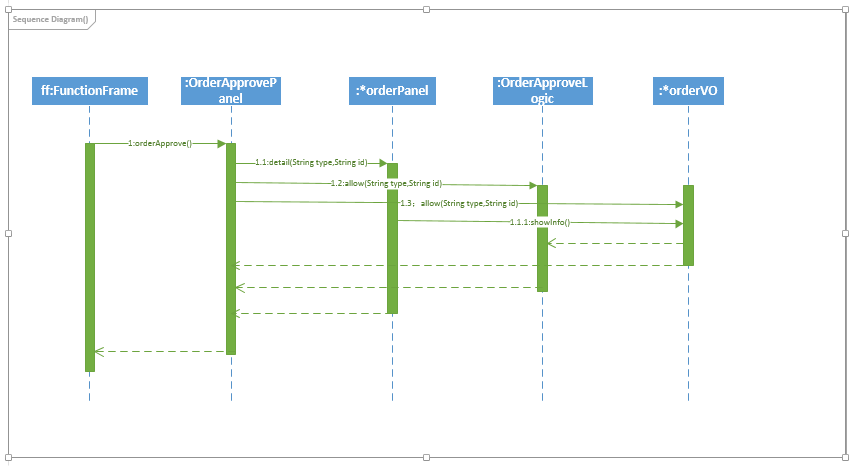 Sequence Diagram()
ff:FunctionFrame
:OrderApproveP
anel
:*orderPanel
:OrderApproveL
ogic
:*orderVO
1:orderApprove()
1.1:detail(String type,String id)
1.2:allow(String type,String id)
1.3；allow(String type,String id)
1.1.1:showInfo()